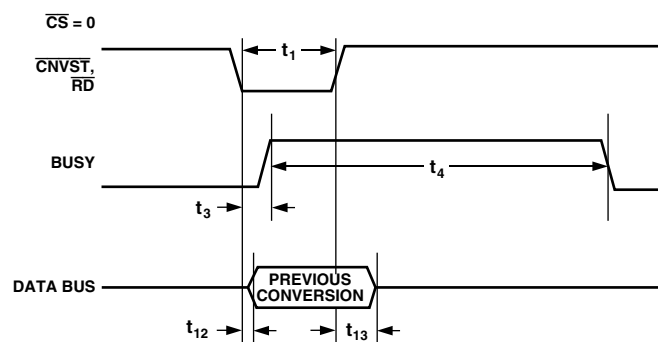 CS = 0
CNVST,
RD
t1
BUSY
t4
t3
DATA BUS
PREVIOUS
CONVERSION
t12
t13